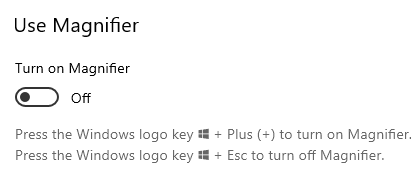 Use Magnifier
Turn on Magnifier
Off
Press the Windows logo key + Plus (+) to turn on Magnifier.
Press the Windows logo key + Esc to turn off Magnifier.